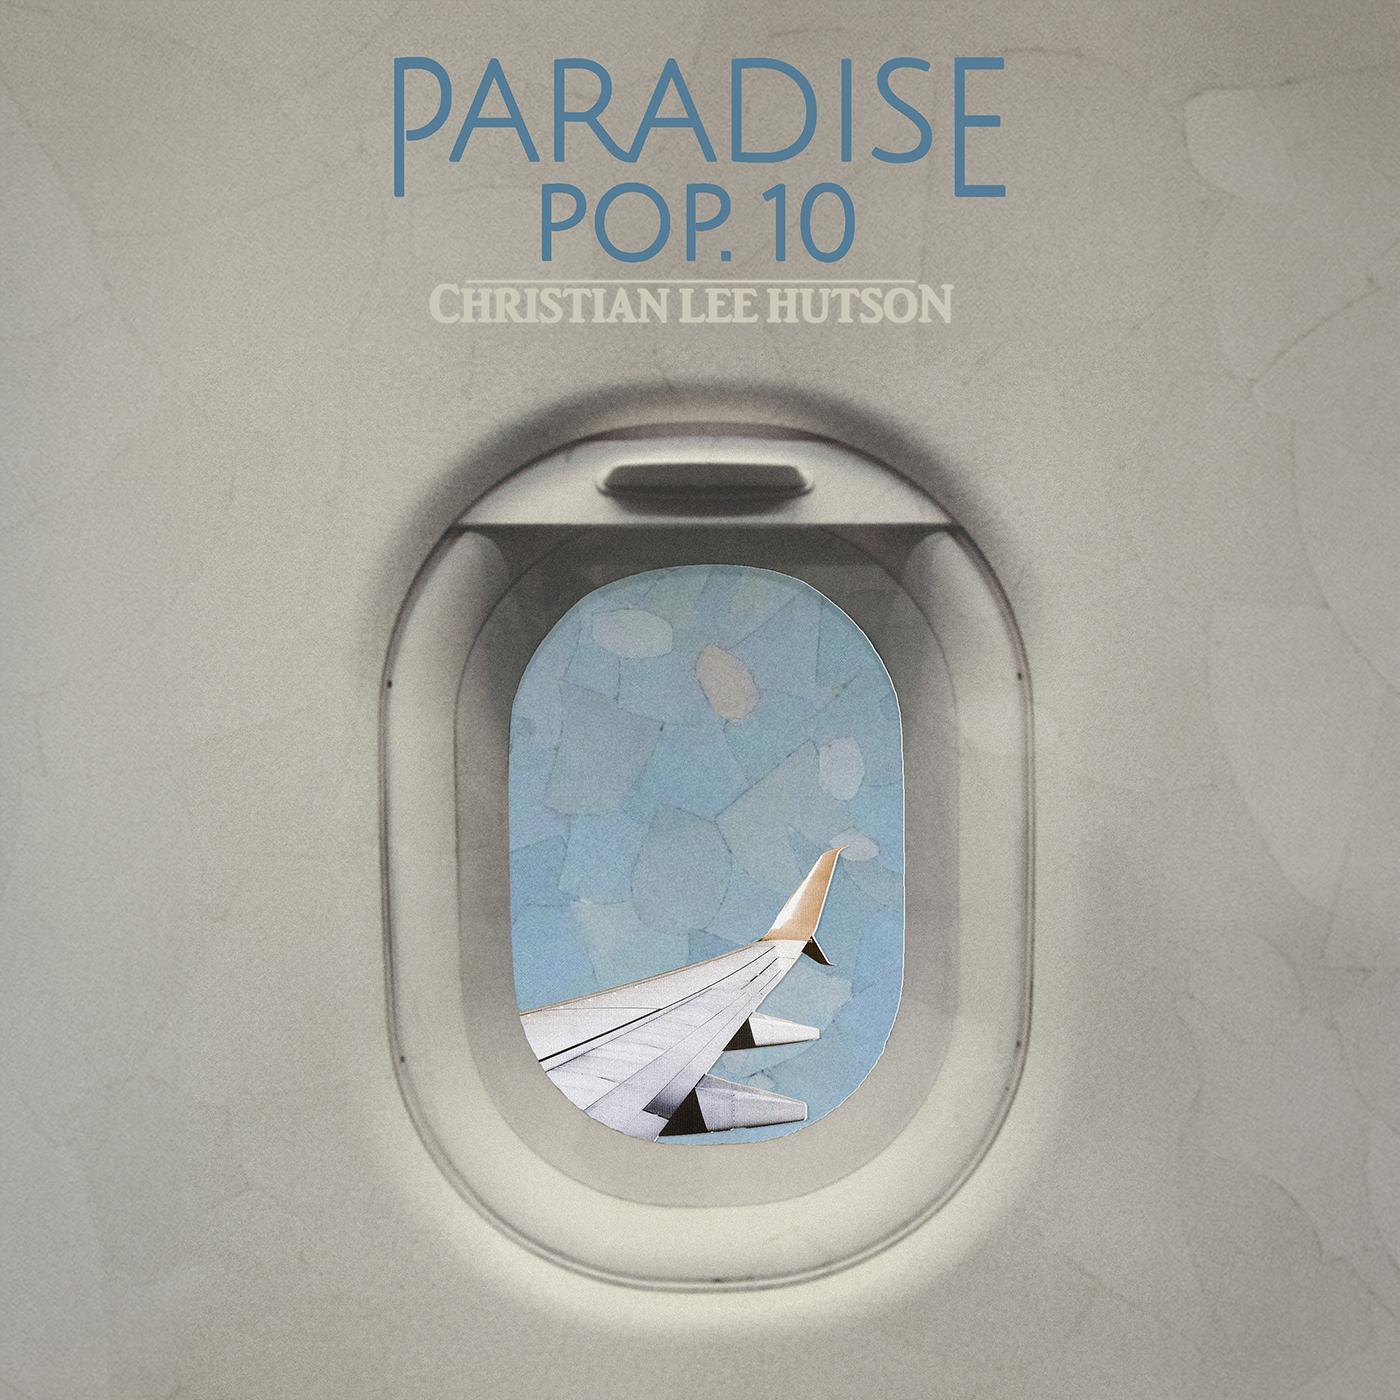 PARADISE
POP. 10
CHRISTIAN LEE HUTSON